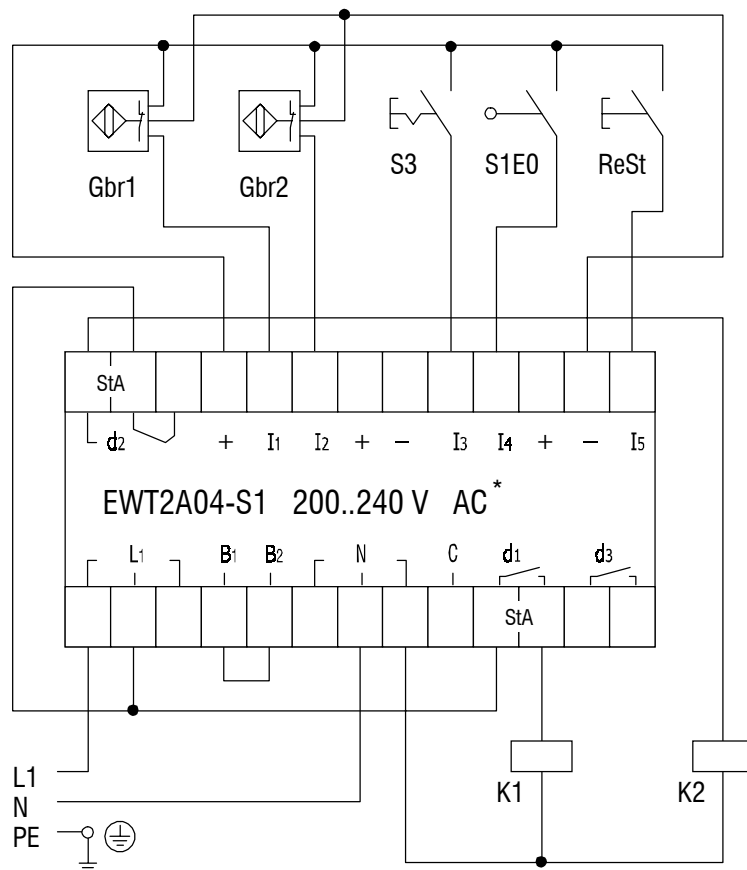 Gbr1 Gbr2 S3 S1E0 ReSt
StA
d2 + I1 I2 + − I3 I4 + − I5
EWT2A04-S1 200..240 V AC*
L1 B1 B2 N C d1 d3
StA
L1 K1 K2
N
PE